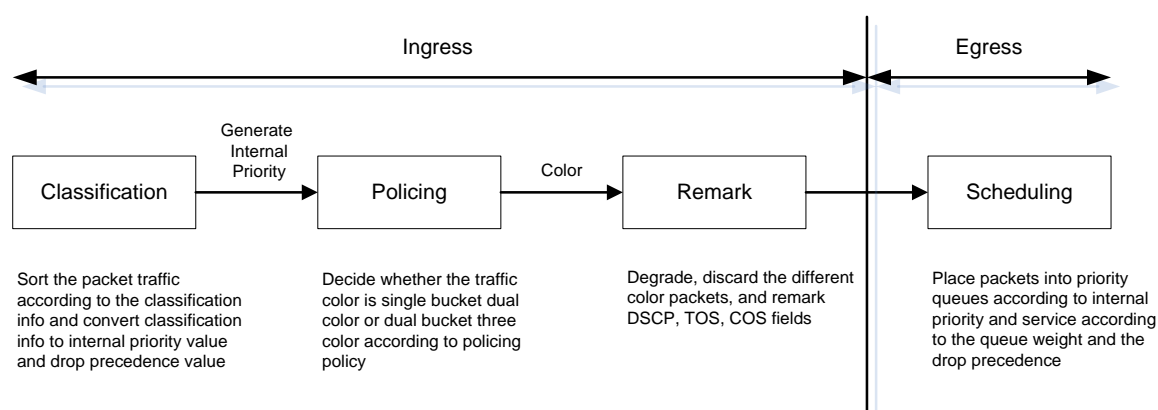 Ingress
Egress
Generate
Internal
Priority
Color
Classification
Policing
Remark
Scheduling
Sort the packet traffic
according to the classification
info and convert classification
info to internal priority value
and drop precedence value
Decide whether the traffic
color is single bucket dual
color or dual bucket three
color according to policing
policy
Degrade, discard the different
color packets, and remark
DSCP, TOS, COS fields
Place packets into priority
queues according to internal
priority and service according
to the queue weight and the
drop precedence